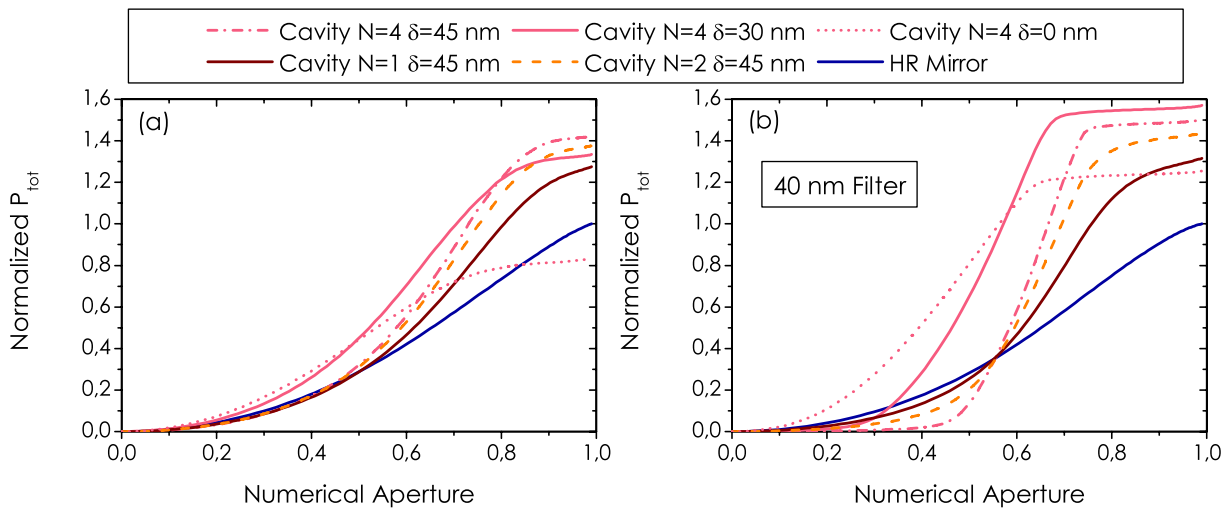 Cavity N=4 δ=45 nm Cavity N=4 δ=30 nm Cavity N=4 δ=0 nm
Cavity N=1 δ=45 nm Cavity N=2 δ=45 nm HR Mirror
(a)
1,6
1,4
1,2
1,0
0,8
0,6
0,4
0,2
0,0
Normalized P_tot
0,0 0,2 0,4 0,6 0,8 1,0
Numerical Aperture
(b)
40 nm Filter
1,6
1,4
1,2
1,0
0,8
0,6
0,4
0,2
0,0
Normalized P_tot
0,0 0,2 0,4 0,6 0,8 1,0
Numerical Aperture